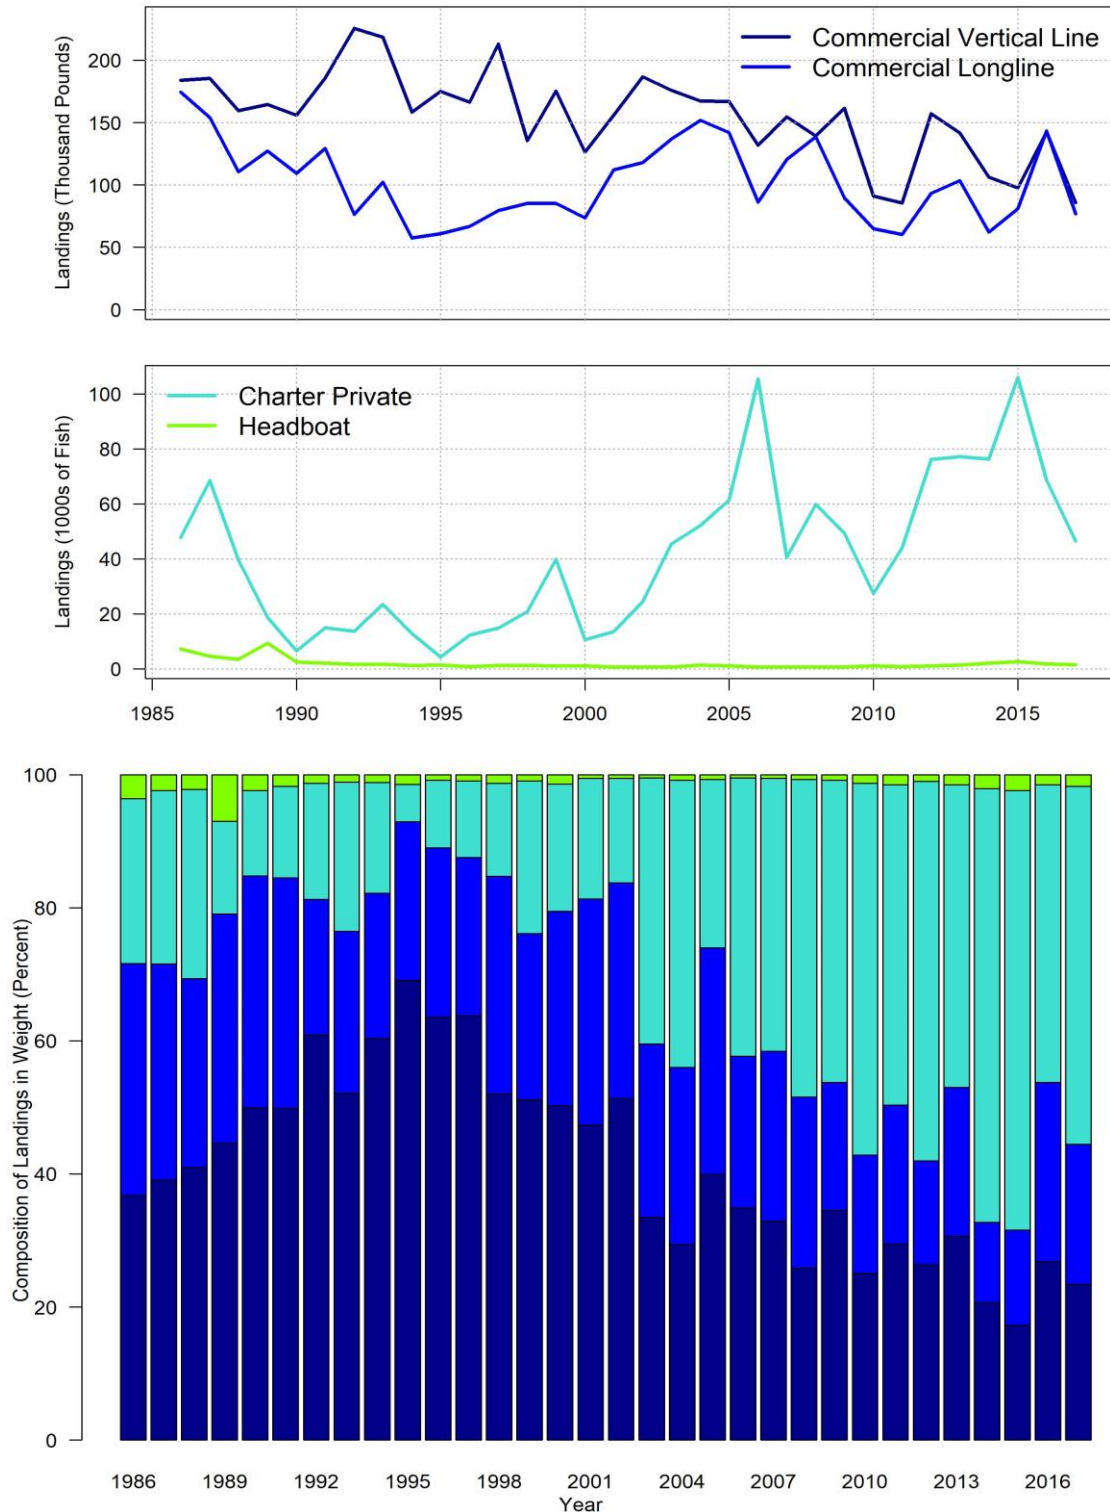 Landings (Thousand Pounds)
200
150
100
50
0
Commercial Vertical Line
Commercial Longline
Landings (1000s of Fish)
100
80
60
40
20
0
Charter Private
Headboat
1985 1990 1995 2000 2005 2010 2015
Composition of Landings in Weight (Percent)
100
80
60
40
20
0
1986 1989 1992 1995 1998 2001 2004 2007 2010 2013 2016
Year